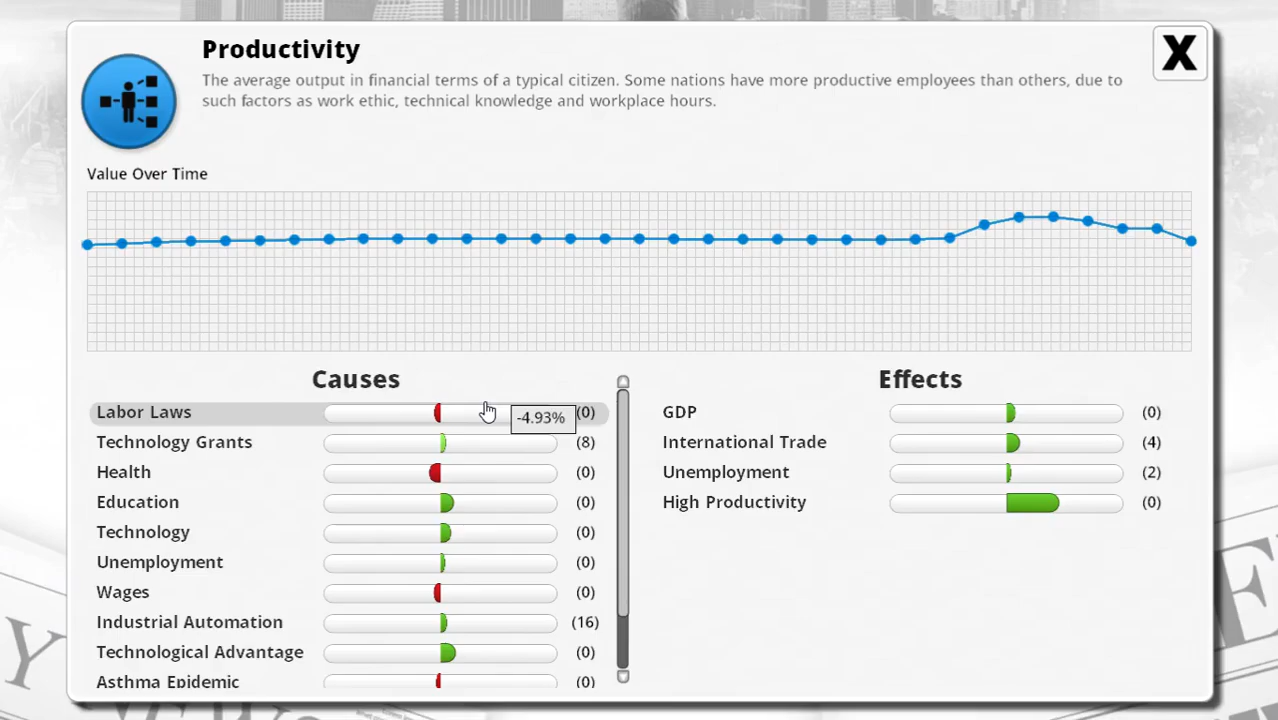 Productivity
X
The average output in financial terms of a typical citizen. Some nations have more productive employees than others, due to
such factors as work ethic, technical knowledge and workplace hours.
Value Over Time
Causes
Labor Laws -4.93% (0)
Technology Grants (8)
Health (0)
Education (0)
Technology (0)
Unemployment (0)
Wages (0)
Industrial Automation (16)
Technological Advantage (0)
Asthma Epidemic (0)
Effects
GDP (0)
International Trade (4)
Unemployment (2)
High Productivity (0)